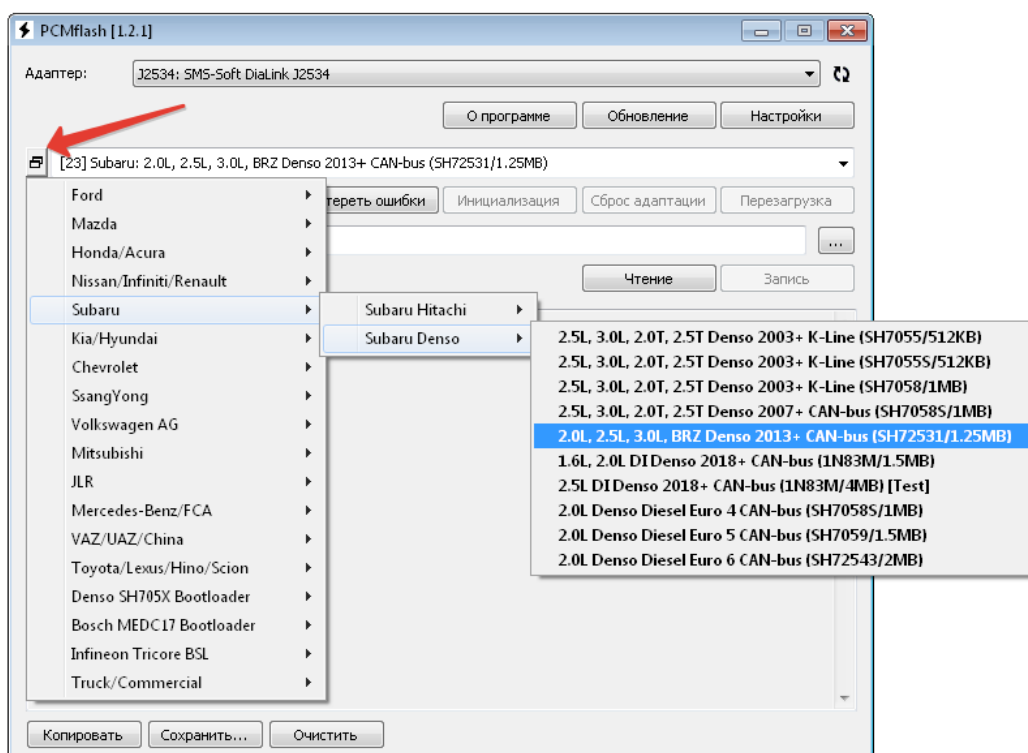 PCMflash [1.2.1]
Адаптер: J2534: SMS-Soft DiaLink J2534
О программе Обновление Настройки
[23] Subaru: 2.0L, 2.5L, 3.0L, BRZ Denso 2013+ CAN-bus (SH72531/1.25MB)
тереть ошибки Инициализация Сброс адаптации Перезагрузка
...
Чтение Запись
Ford
Mazda
Honda/Acura
Nissan/Infiniti/Renault
Subaru
Kia/Hyundai
Chevrolet
SsangYong
Volkswagen AG
Mitsubishi
JLR
Mercedes-Benz/FCA
VAZ/UAZ/China
Toyota/Lexus/Hino/Scion
Denso SH705X Bootloader
Bosch MEDC17 Bootloader
Infineon Tricore BSL
Truck/Commercial
Subaru Hitachi
Subaru Denso
2.5L, 3.0L, 2.0T, 2.5T Denso 2003+ K-Line (SH7055/512KB)
2.5L, 3.0L, 2.0T, 2.5T Denso 2003+ K-Line (SH7055S/512KB)
2.5L, 3.0L, 2.0T, 2.5T Denso 2003+ K-Line (SH7058/1MB)
2.5L, 3.0L, 2.0T, 2.5T Denso 2007+ CAN-bus (SH7058S/1MB)
2.0L, 2.5L, 3.0L, BRZ Denso 2013+ CAN-bus (SH72531/1.25MB)
1.6L, 2.0L DI Denso 2018+ CAN-bus (1N83M/1.5MB)
2.5L DI Denso 2018+ CAN-bus (1N83M/4MB) [Test]
2.0L Denso Diesel Euro 4 CAN-bus (SH7058S/1MB)
2.0L Denso Diesel Euro 5 CAN-bus (SH7059/1.5MB)
2.0L Denso Diesel Euro 6 CAN-bus (SH72543/2MB)
Копировать Сохранить... Очистить